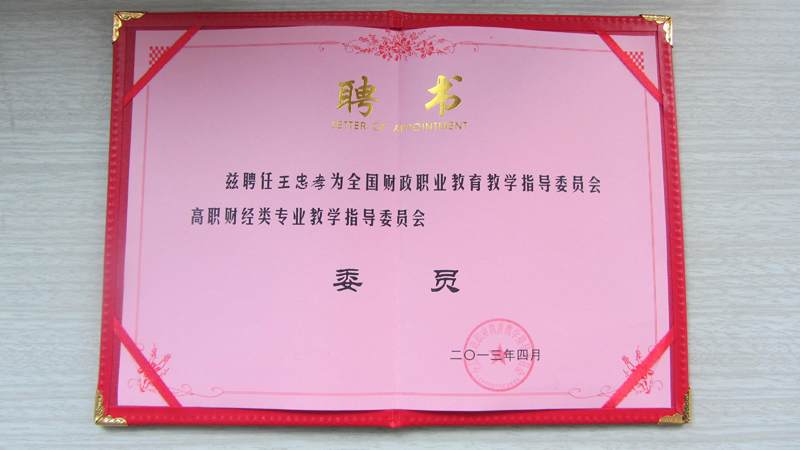 聘书
LETTER OF APPOINTMENT
兹聘任王忠孝为全国财政职业教育教学指导委员会
高职财经类专业教学指导委员会
委员
二〇一三年四月